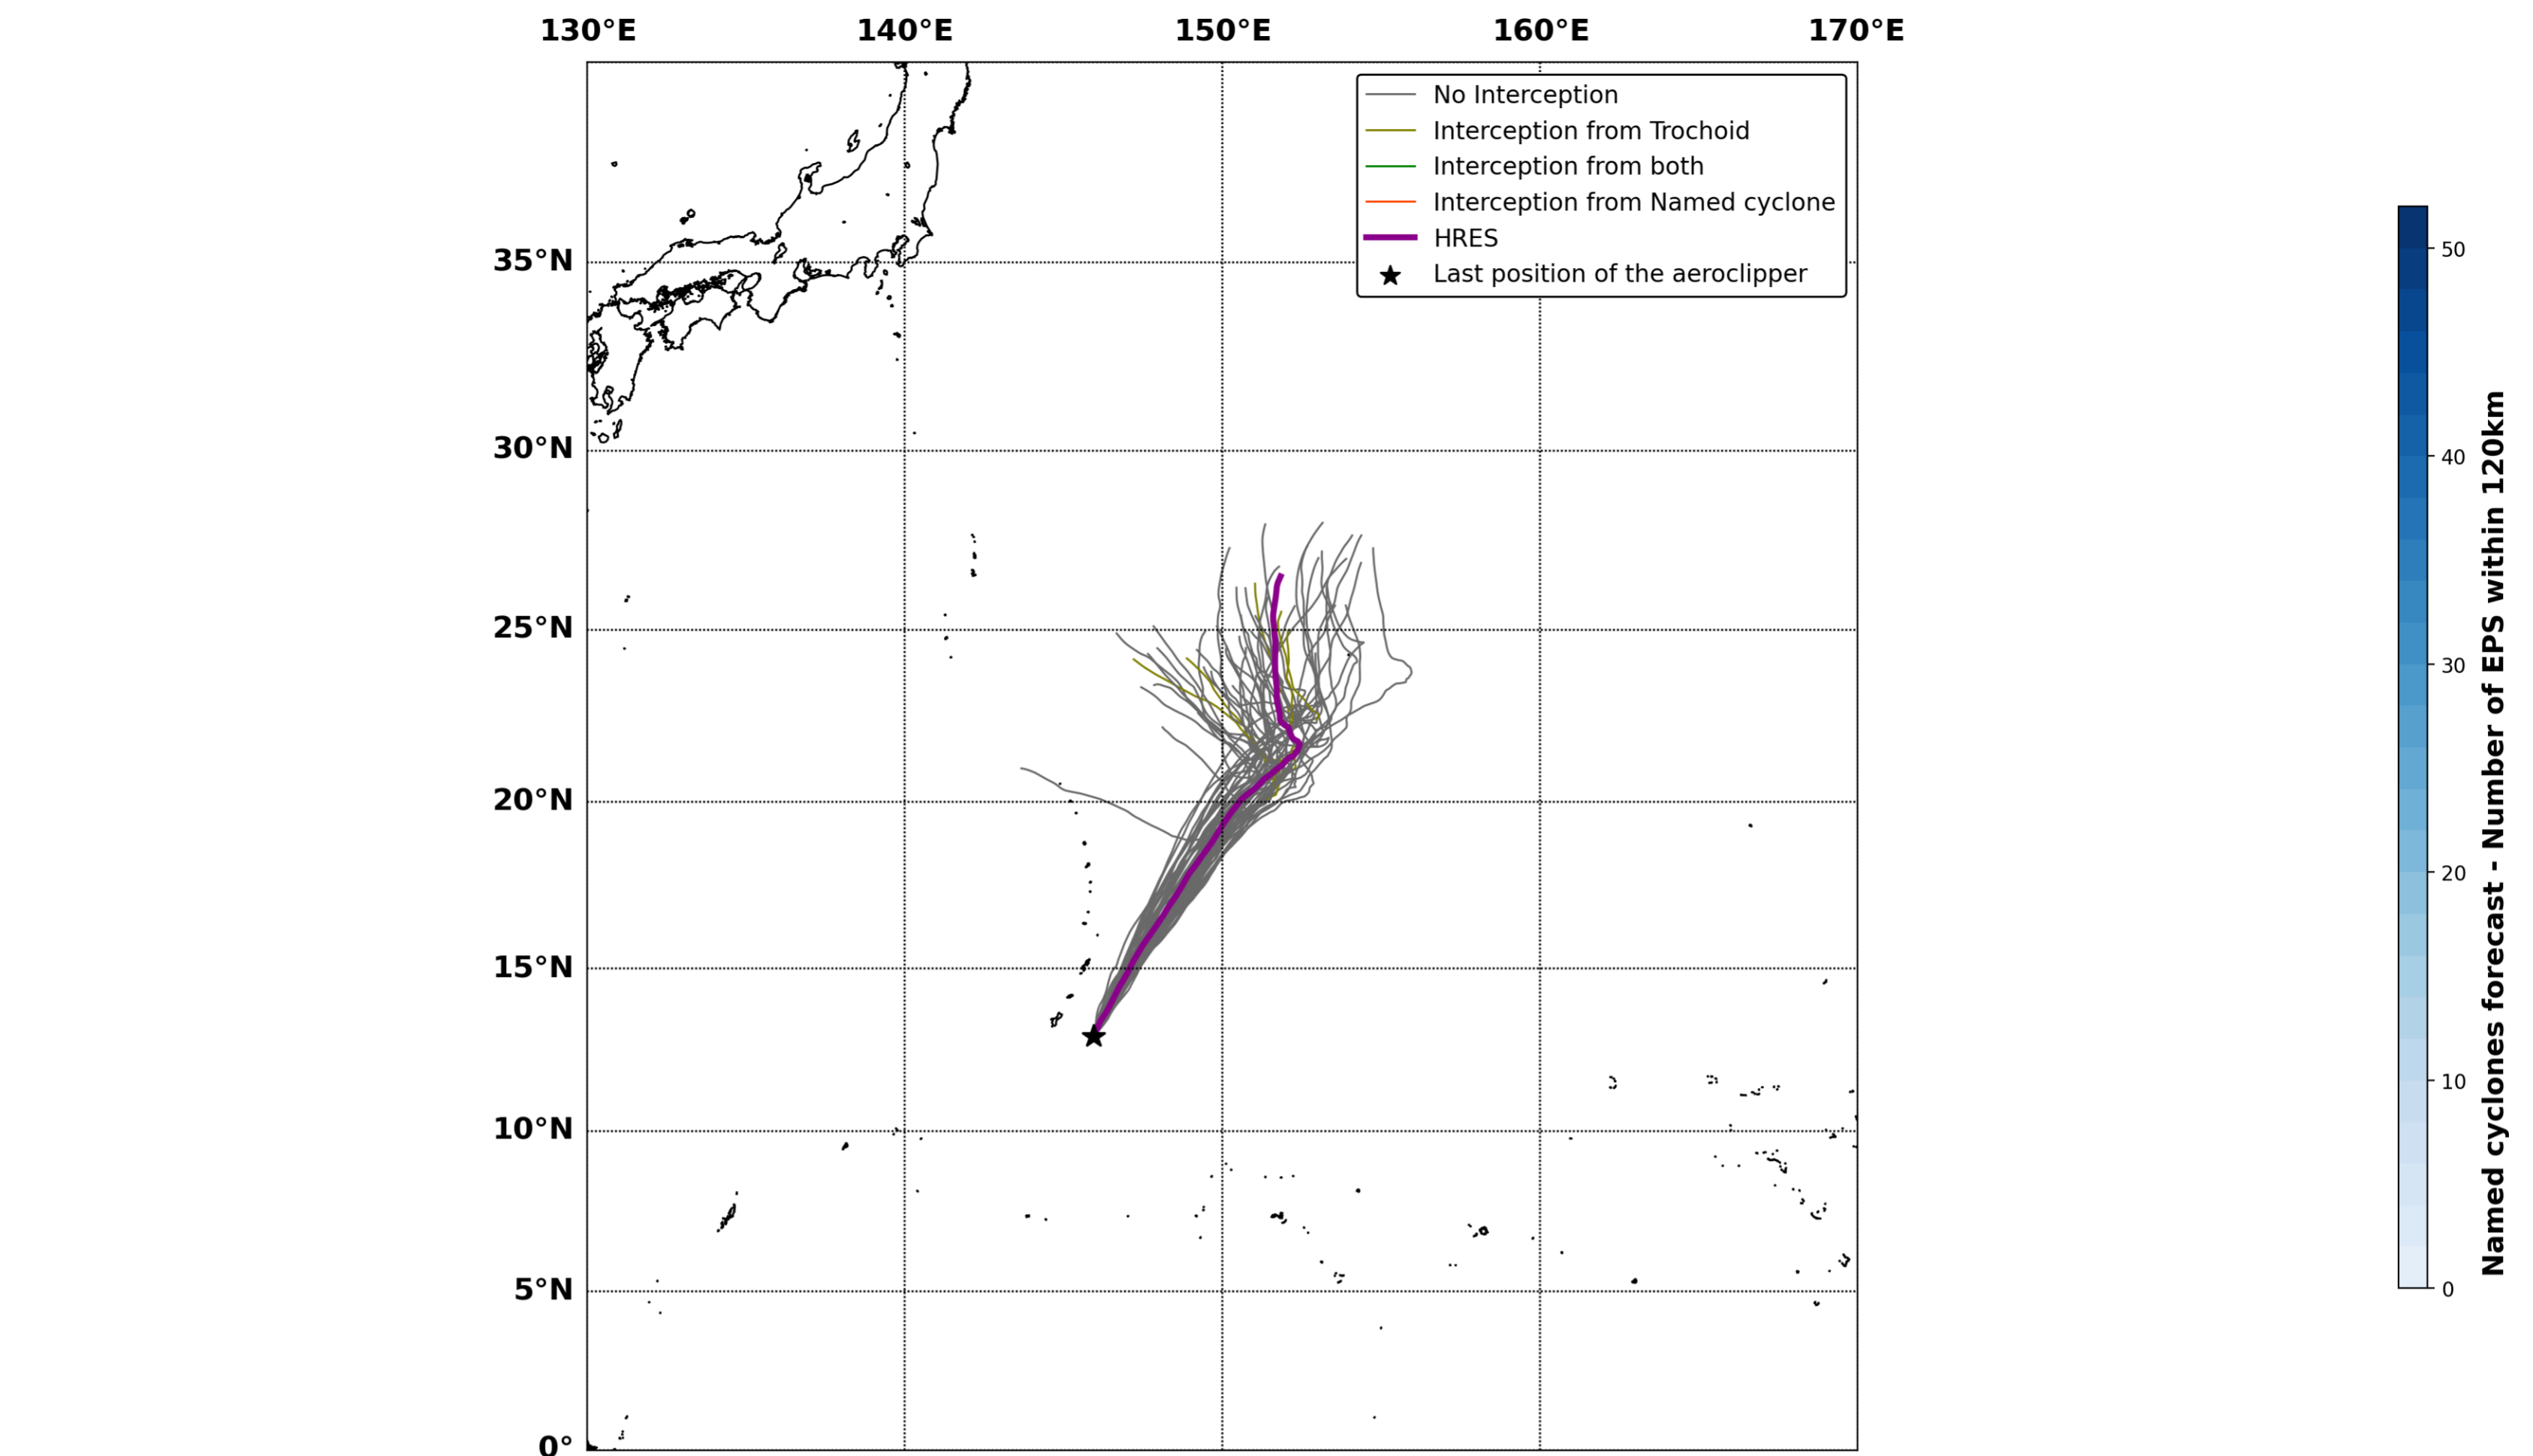 130°E 140°E 150°E 160°E 170°E
No Interception
Interception from Trochoid
Interception from both
Interception from Named cyclone
HRES
Last position of the aeroclipper
35°N
30°N
25°N
20°N
15°N
10°N
5°N
0°
50
40
30
20
10
0
Named cyclones forecast - Number of EPS within 120km